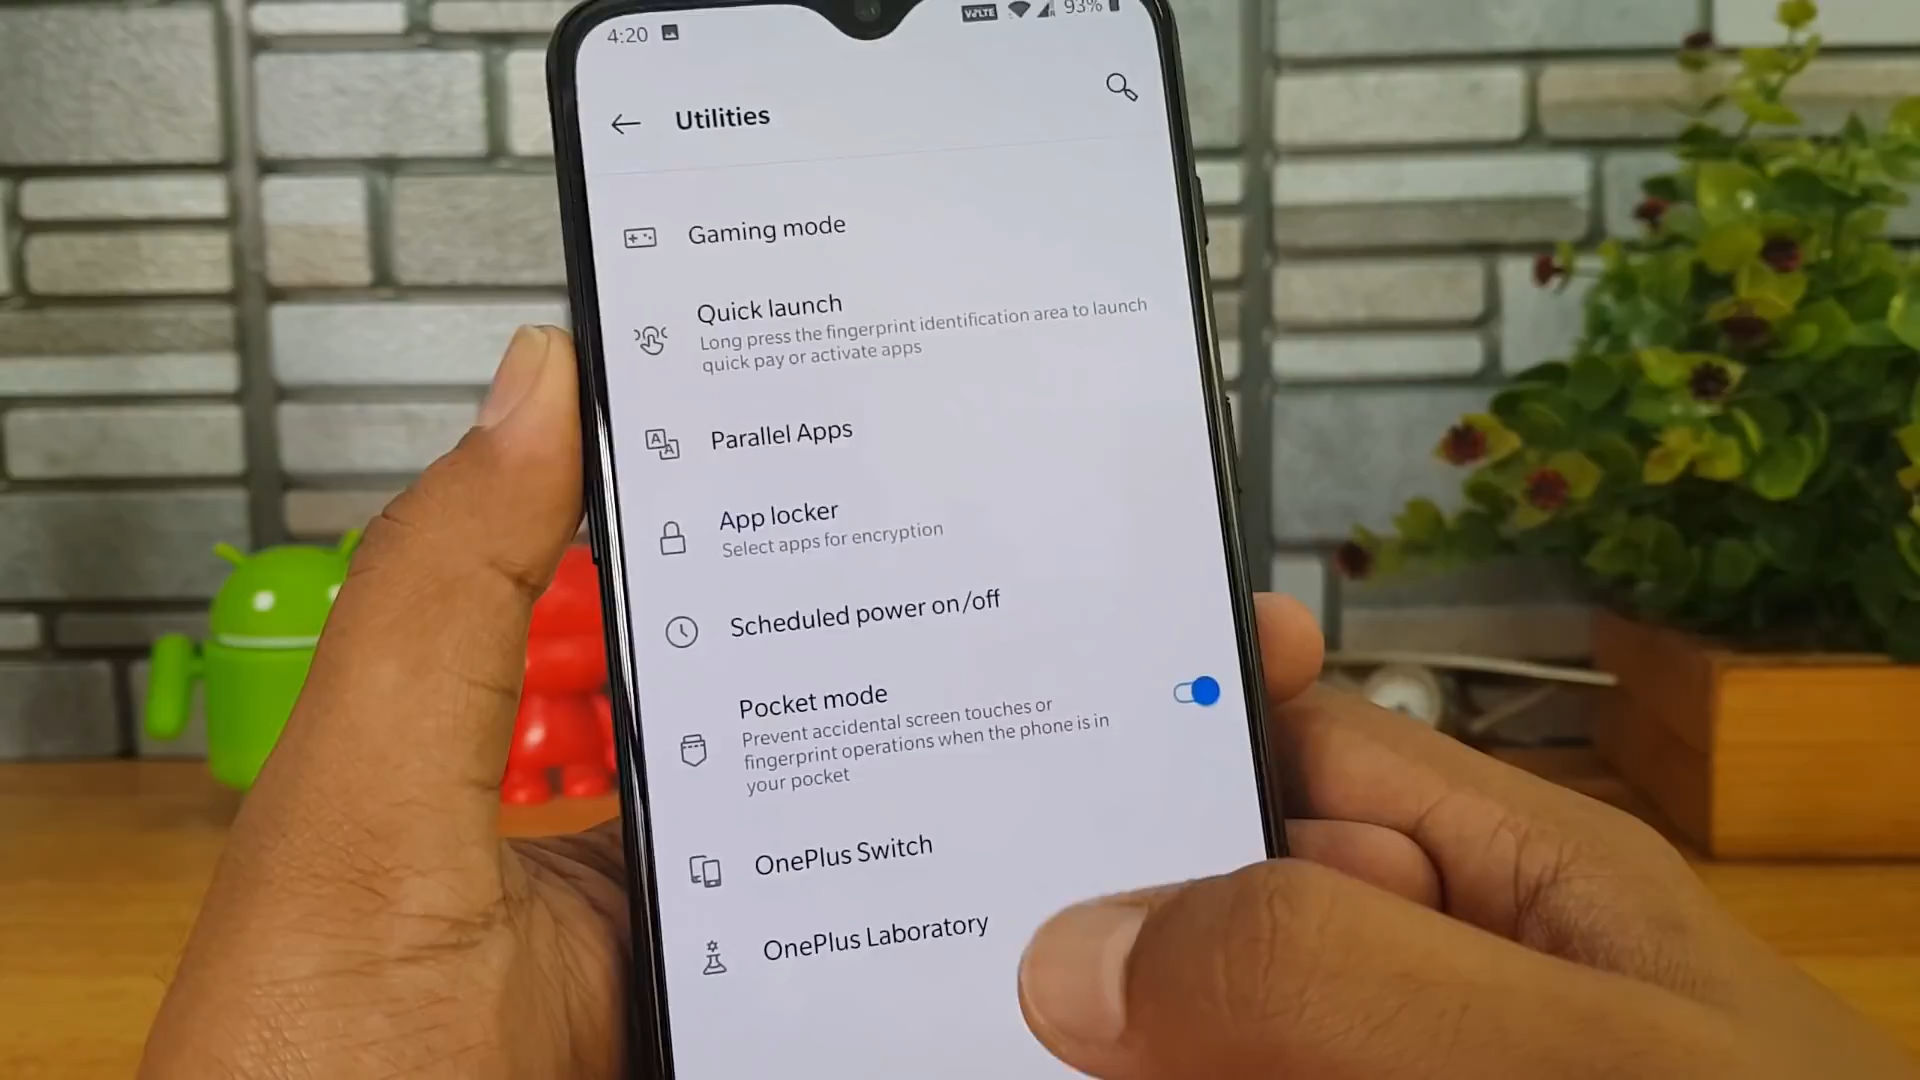 4:20 VoLTE 93%
Utilities
Gaming mode
Quick launch
Long press the fingerprint identification area to launch
quick pay or activate apps
Parallel Apps
App locker
Select apps for encryption
Scheduled power on/off
Pocket mode
Prevent accidental screen touches or
fingerprint operations when the phone is in
your pocket
OnePlus Switch
OnePlus Laboratory